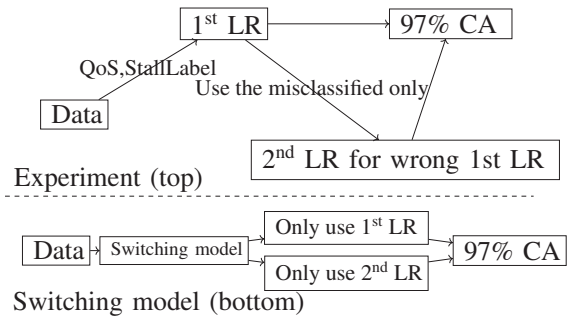 1st LR
97% CA
QoS,StallLabel
Use the misclassified only
Data
2nd LR for wrong 1st LR
Experiment (top)
Only use 1st LR
Data
Switching model
97% CA
Only use 2nd LR
Switching model (bottom)